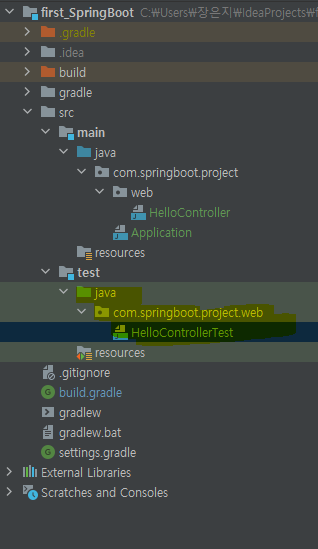 first_SpringBoot C:\Users\장은지\IdeaProjects\f
.gradle
.idea
build
gradle
src
main
java
com.springboot.project
web
HelloController
Application
resources
test
java
com.springboot.project.web
HelloControllerTest
resources
.gitignore
build.gradle
gradlew
gradlew.bat
settings.gradle
External Libraries
Scratches and Consoles